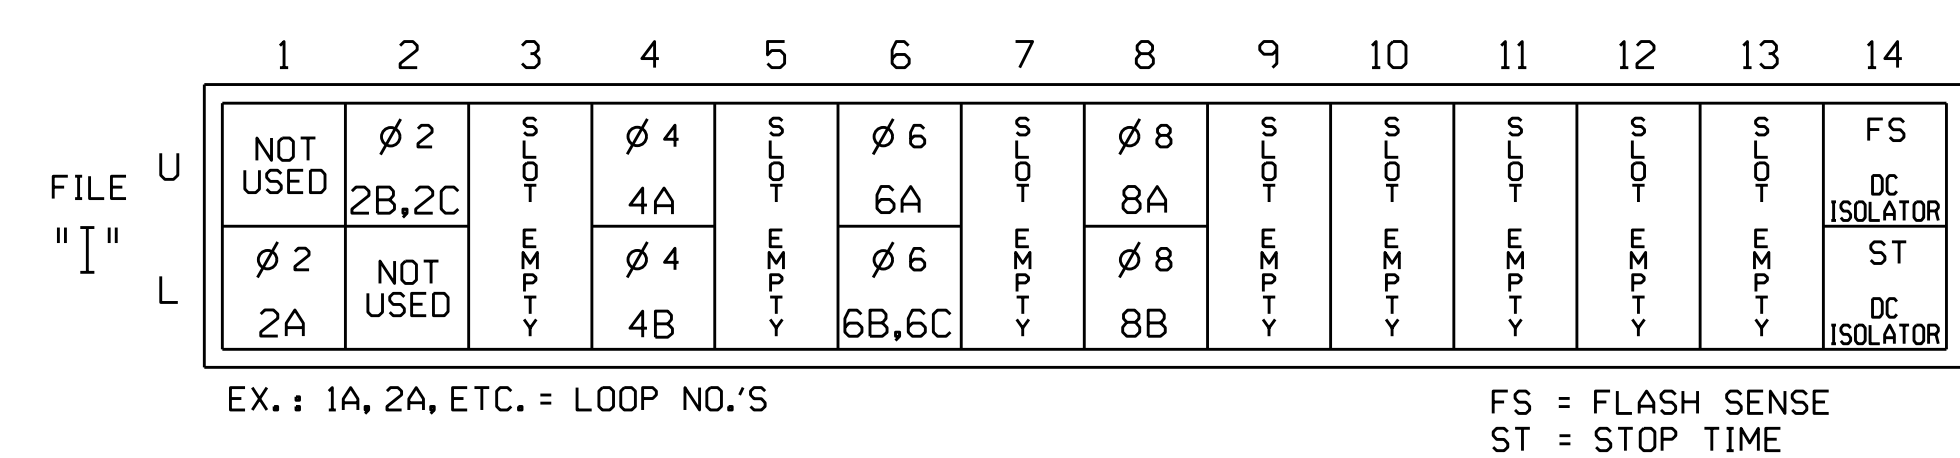 1 2 3 4 5 6 7 8 9 10 11 12 13 14
FILE
"I"
U
L
NOT
USED
Ø 2
2A
Ø 2
2B,2C
NOT
USED
SLOT EMPTY
Ø 4
4A
Ø 4
4B
SLOT EMPTY
Ø 6
6A
Ø 6
6B,6C
SLOT EMPTY
Ø 8
8A
Ø 8
8B
SLOT EMPTY
SLOT EMPTY
SLOT EMPTY
SLOT EMPTY
SLOT EMPTY
FS
DC
ISOLATOR
ST
DC
ISOLATOR
EX.: 1A, 2A, ETC. = LOOP NO.'S
FS = FLASH SENSE
ST = STOP TIME